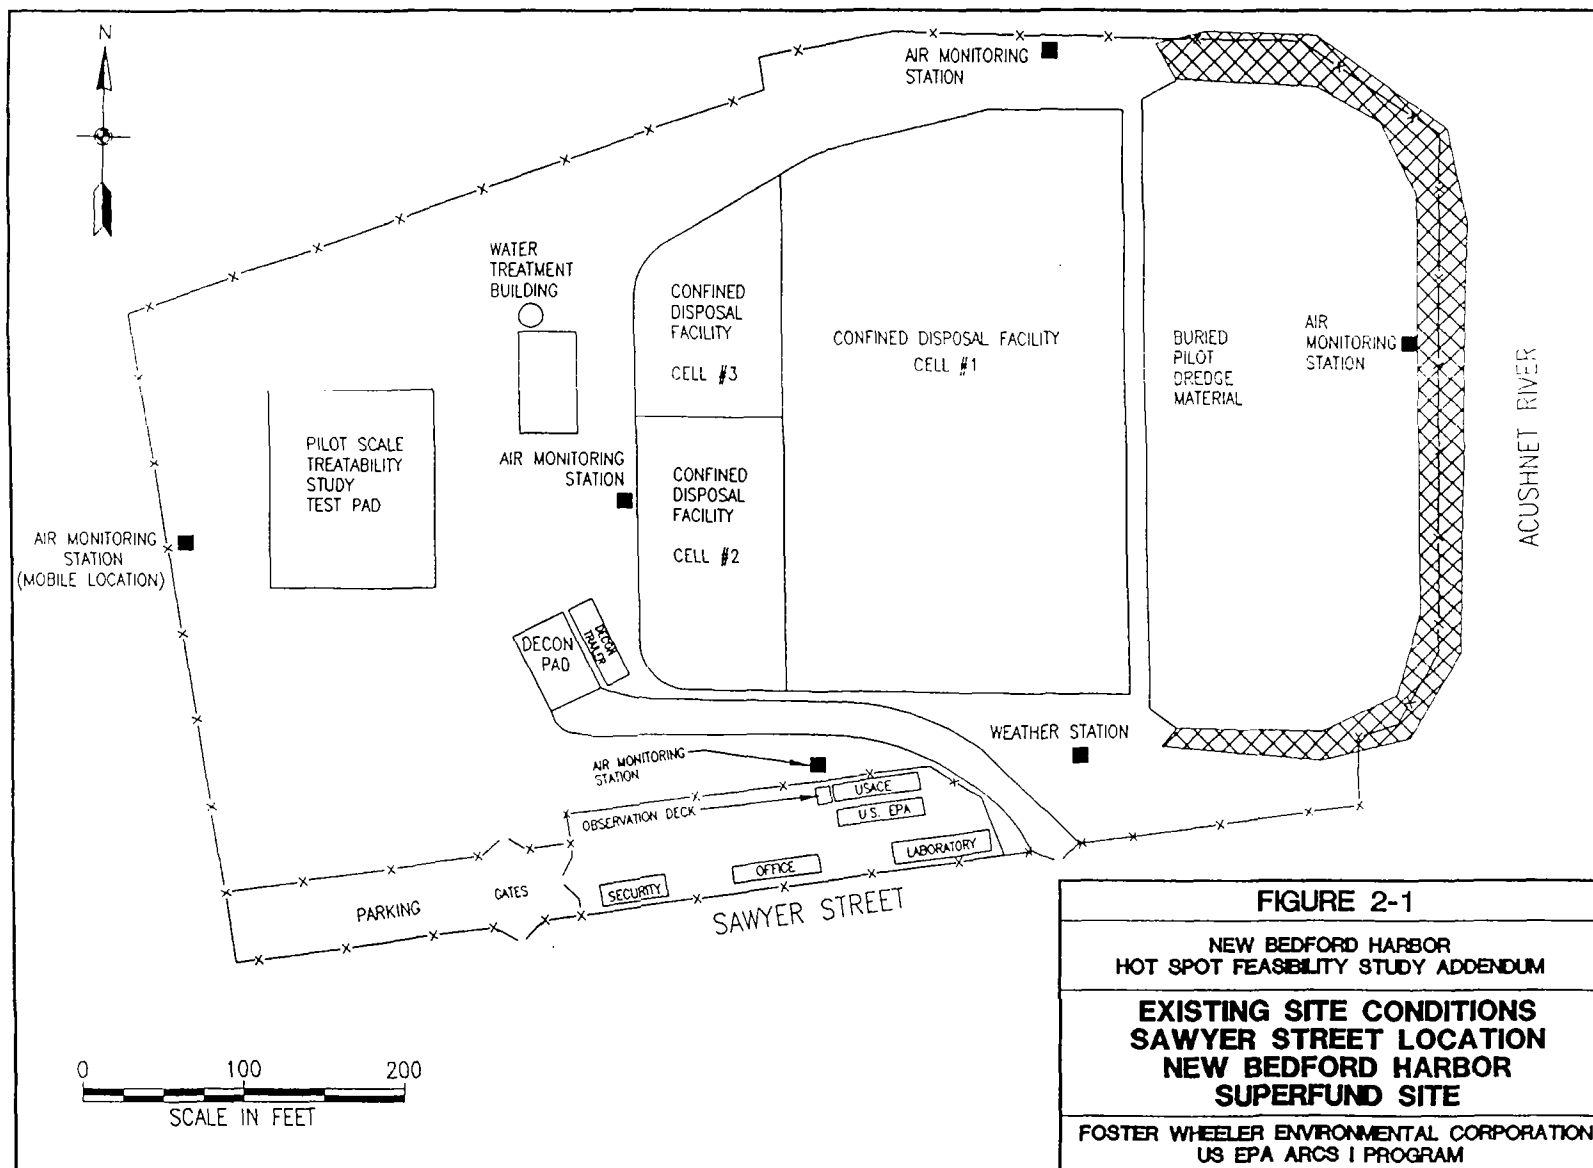 N
AIR MONITORING
STATION
WATER
TREATMENT
BUILDING
CONFINED
DISPOSAL
FACILITY
CELL #3
CONFINED DISPOSAL FACILITY
CELL #1
BURIED
PILOT
DREDGE
MATERIAL
AIR
MONITORING
STATION
ACUSHNET RIVER
PILOT SCALE
TREATABILITY
STUDY
TEST PAD
AIR MONITORING
STATION
CONFINED
DISPOSAL
FACILITY
CELL #2
AIR MONITORING
STATION
(MOBILE LOCATION)
DECON
PAD
DECON
TRAILER
WEATHER STATION
AIR MONITORING
STATION
OBSERVATION DECK
USACE
U.S. EPA
LABORATORY
OFFICE
SECURITY
GATES
PARKING
SAWYER STREET
0 100 200
SCALE IN FEET
FIGURE 2-1
NEW BEDFORD HARBOR
HOT SPOT FEASIBILITY STUDY ADDENDUM
EXISTING SITE CONDITIONS
SAWYER STREET LOCATION
NEW BEDFORD HARBOR
SUPERFUND SITE
FOSTER WHEELER ENVIRONMENTAL CORPORATION
US EPA ARCS I PROGRAM